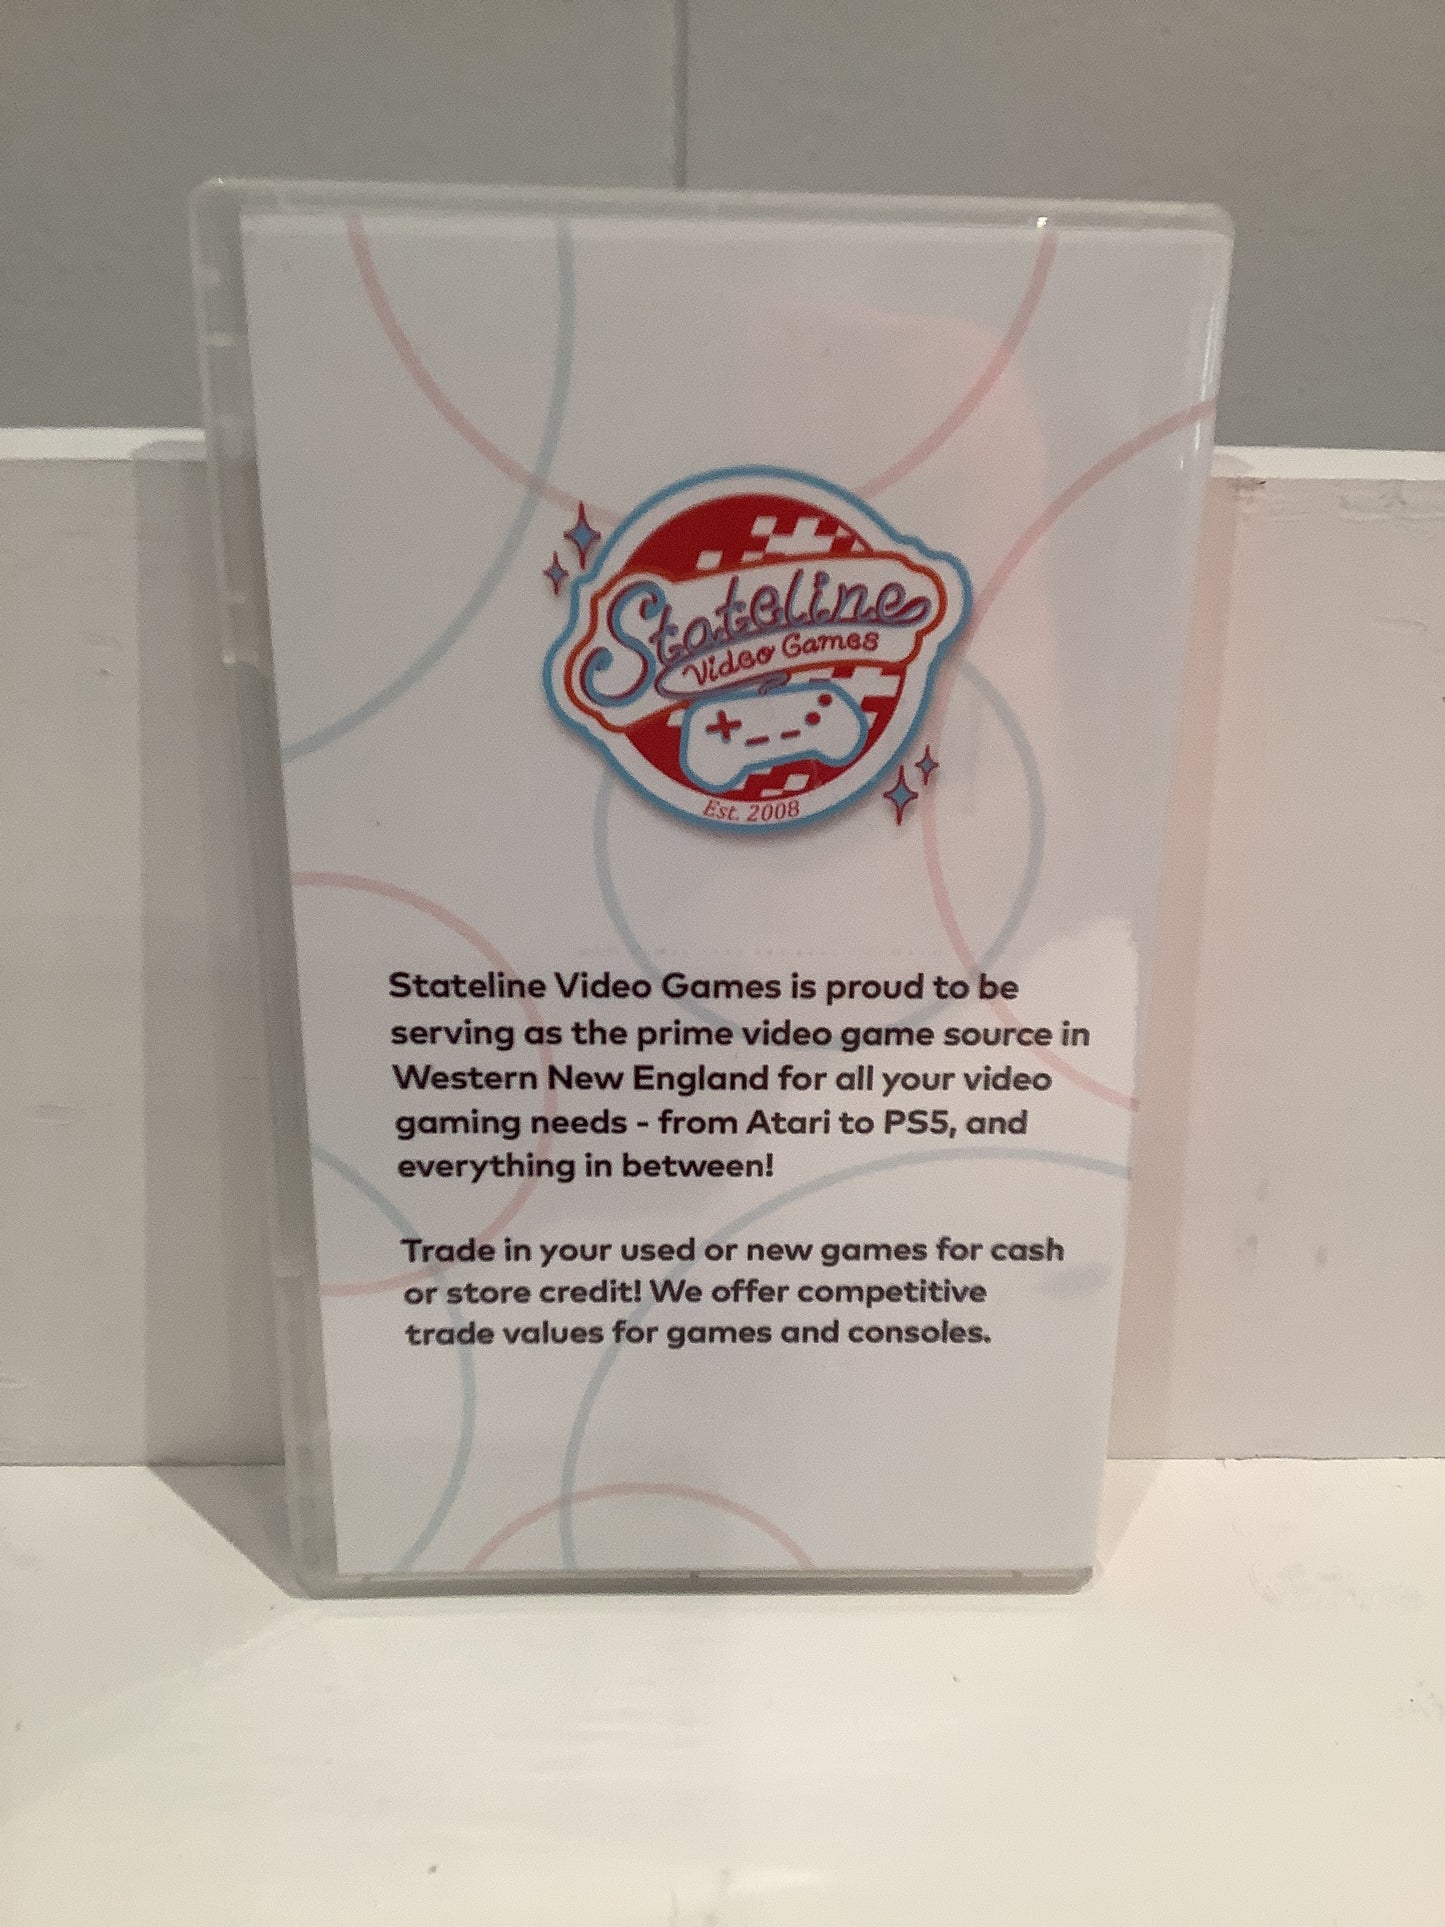 Stateline
Video Games
Est. 2008
Stateline Video Games is proud to be
serving as the prime video game source in
Western New England for all your video
gaming needs - from Atari to PS5, and
everything in between!
Trade in your used or new games for cash
or store credit! We offer competitive
trade values for games and consoles.